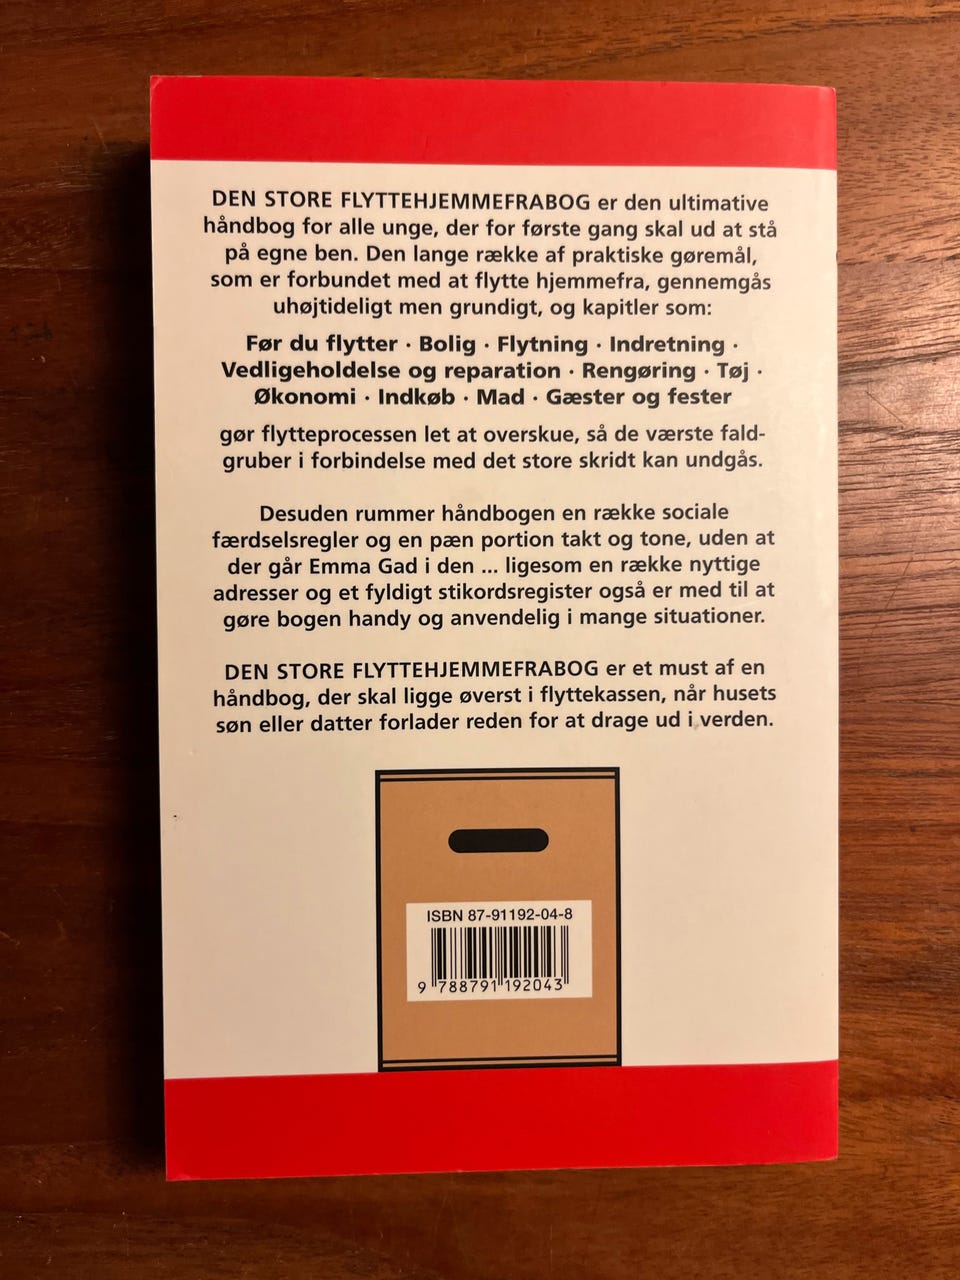 DEN STORE FLYTTEHJEMMEFRABOG er den ultimative
håndbog for alle unge, der for første gang skal ud at stå
på egne ben. Den lange række af praktiske gøremål,
som er forbundet med at flytte hjemmefra, gennemgås
uhøjtideligt men grundigt, og kapitler som:
Før du flytter · Bolig · Flytning · Indretning ·
Vedligeholdelse og reparation · Rengøring · Tøj ·
Økonomi · Indkøb · Mad · Gæster og fester
gør flytteprocessen let at overskue, så de værste fald-
gruber i forbindelse med det store skridt kan undgås.
Desuden rummer håndbogen en række sociale
færdselsregler og en pæn portion takt og tone, uden at
der går Emma Gad i den ... ligesom en række nyttige
adresser og et fyldigt stikordsregister også er med til at
gøre bogen handy og anvendelig i mange situationer.
DEN STORE FLYTTEHJEMMEFRABOG er et must af en
håndbog, der skal ligge øverst i flyttekassen, når husets
søn eller datter forlader reden for at drage ud i verden.
ISBN 87-91192-04-8
9 788791 192043